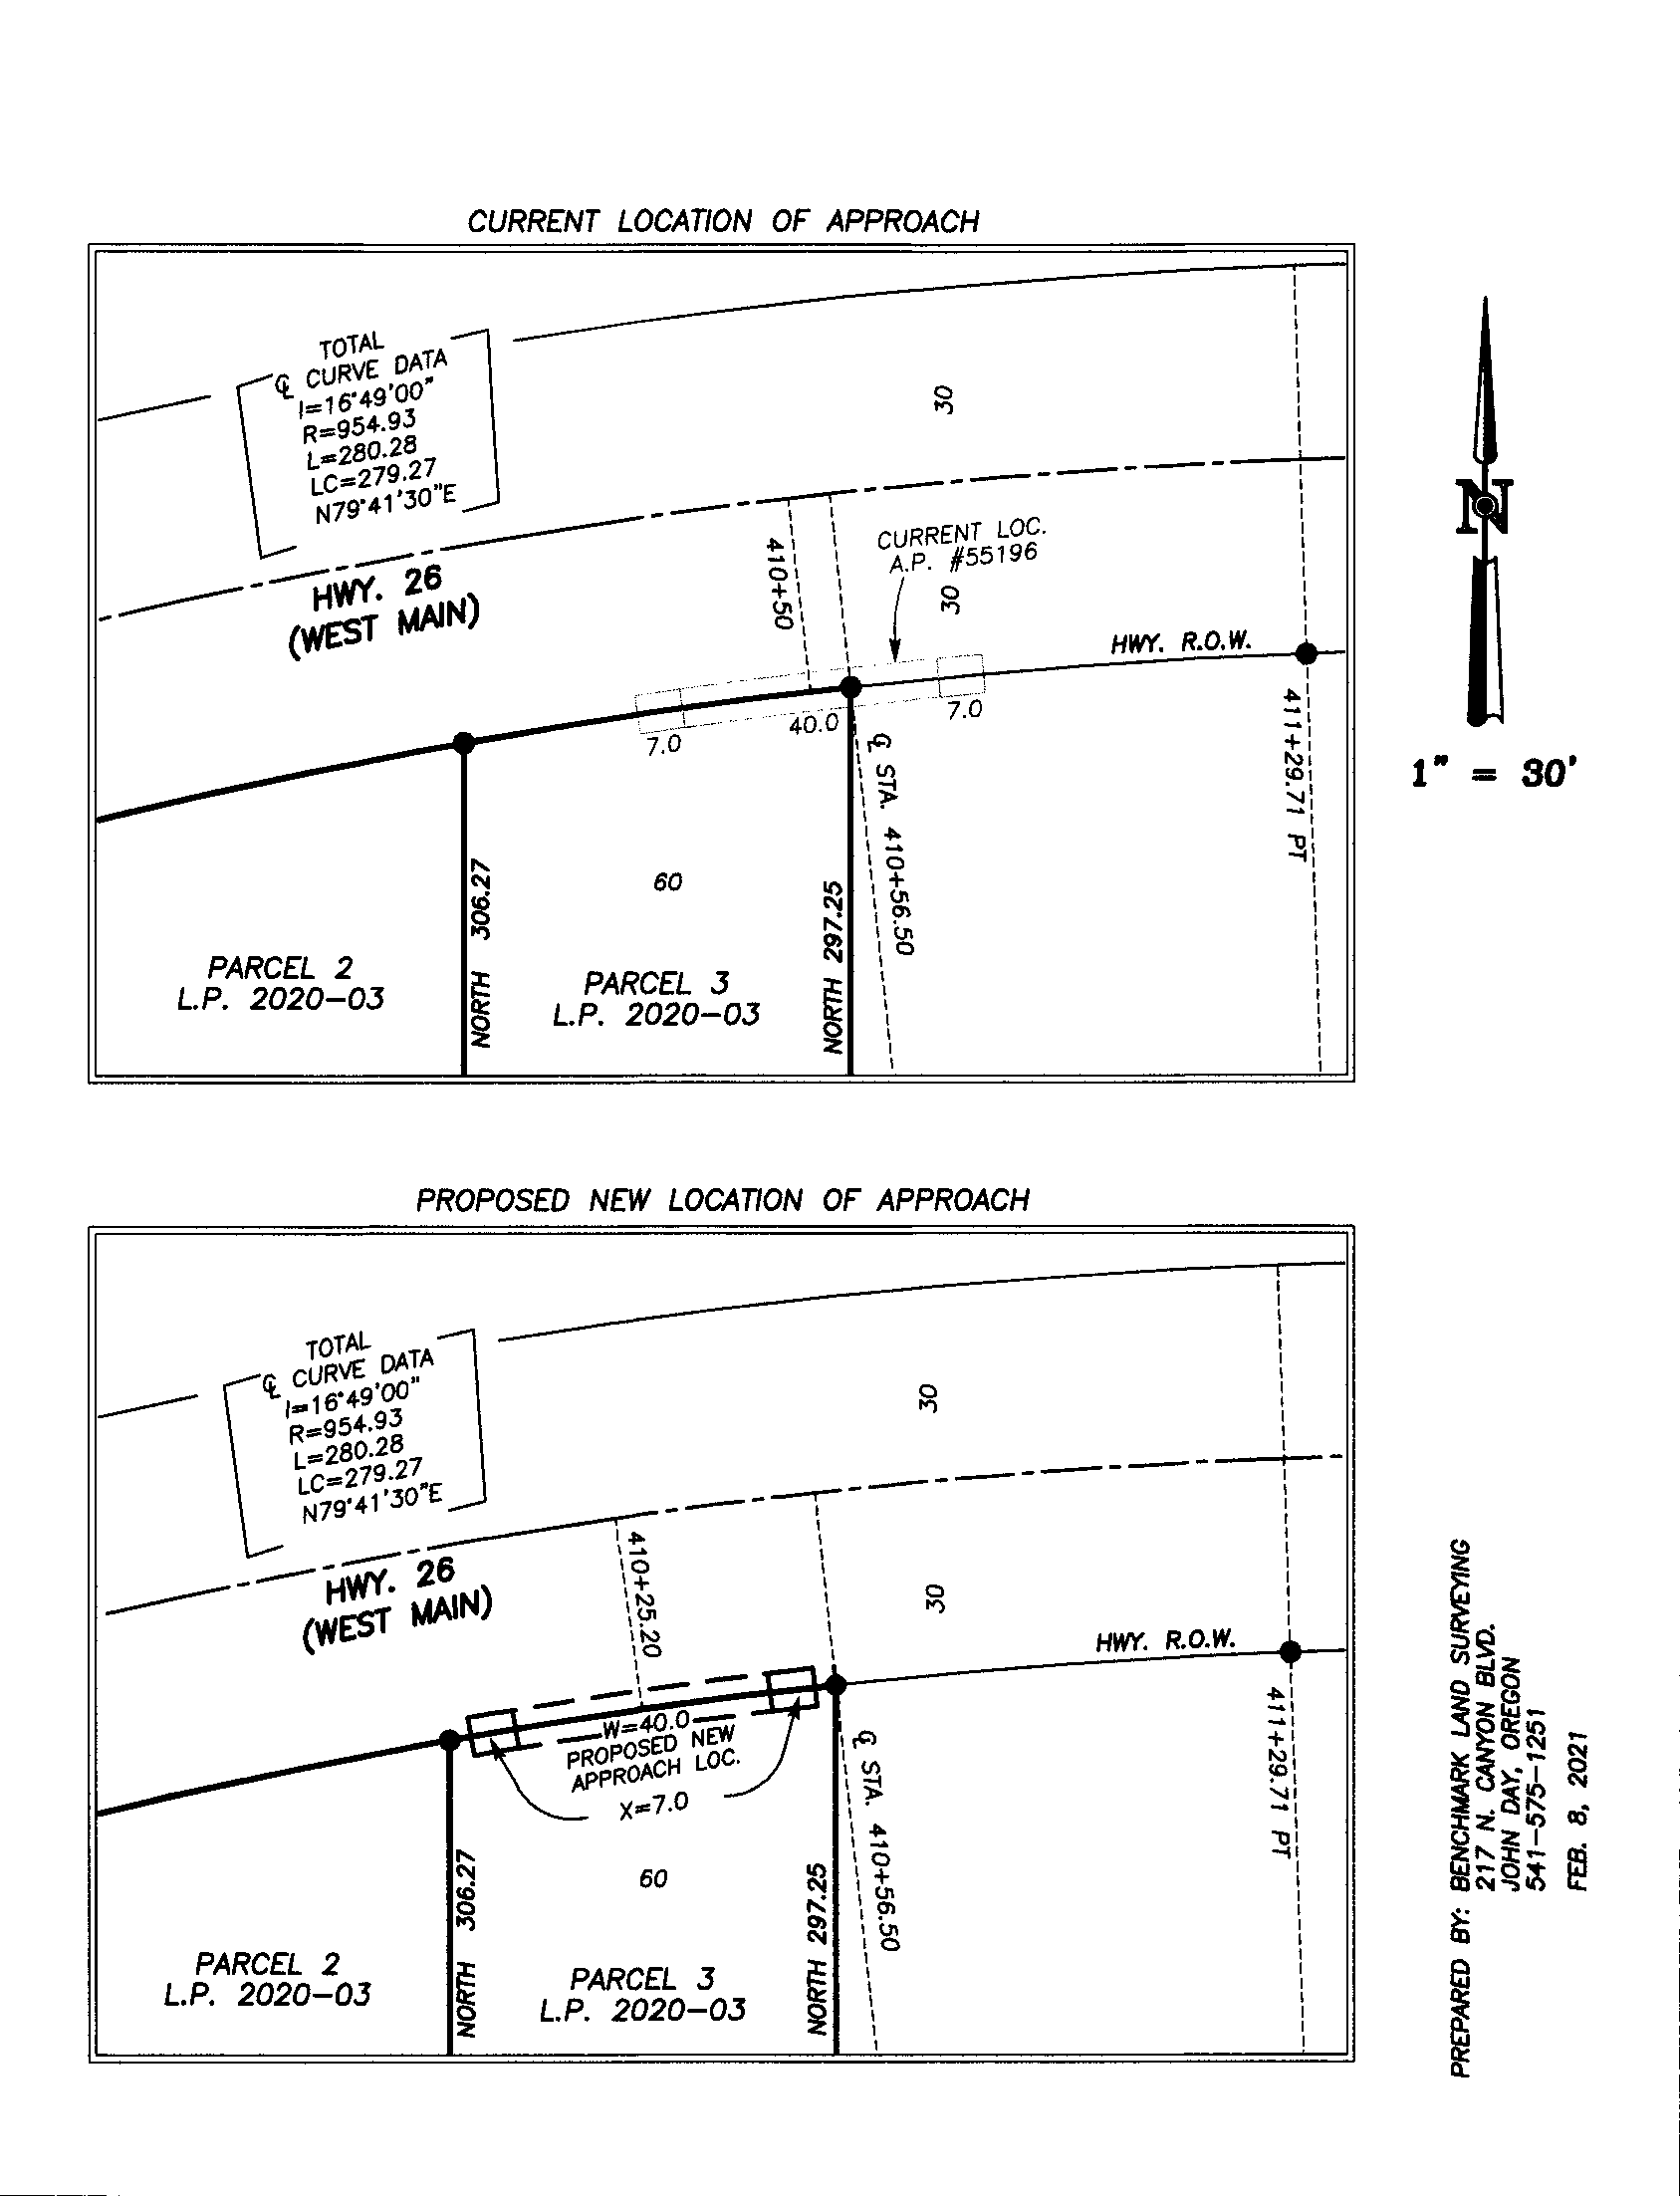 CURRENT LOCATION OF APPROACH
TOTAL
℄ CURVE DATA
I=16°49'00"
R=954.93
L=280.28
LC=279.27
N79°41'30"E
30
HWY. 26
(WEST MAIN)
410+50
CURRENT LOC.
A.P. #55196
30
HWY. R.O.W.
7.0
40.0
7.0
℄ STA. 410+56.50
411+29.71 PT
NORTH 306.27
60
NORTH 297.25
PARCEL 2
L.P. 2020-03
PARCEL 3
L.P. 2020-03
N
1" = 30'
PROPOSED NEW LOCATION OF APPROACH
TOTAL
℄ CURVE DATA
I=16°49'00"
R=954.93
L=280.28
LC=279.27
N79°41'30"E
30
HWY. 26
(WEST MAIN)
410+25.20
30
HWY. R.O.W.
W=40.0
PROPOSED NEW
APPROACH LOC.
X=7.0
℄ STA. 410+56.50
411+29.71 PT
NORTH 306.27
60
NORTH 297.25
PARCEL 2
L.P. 2020-03
PARCEL 3
L.P. 2020-03
PREPARED BY: BENCHMARK LAND SURVEYING
217 N. CANYON BLVD.
JOHN DAY, OREGON
541-575-1251
FEB. 8, 2021